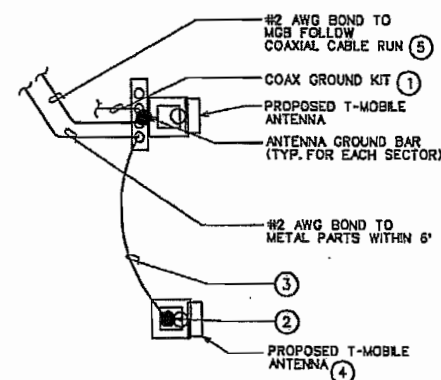 #2 AWG BOND TO
MGB FOLLOW
COAXIAL CABLE RUN 5
COAX GROUND KIT 1
PROPOSED T-MOBILE
ANTENNA
ANTENNA GROUND BAR
(TYP. FOR EACH SECTOR)
#2 AWG BOND TO
METAL PARTS WITHIN 6'
3
2
PROPOSED T-MOBILE
ANTENNA 4